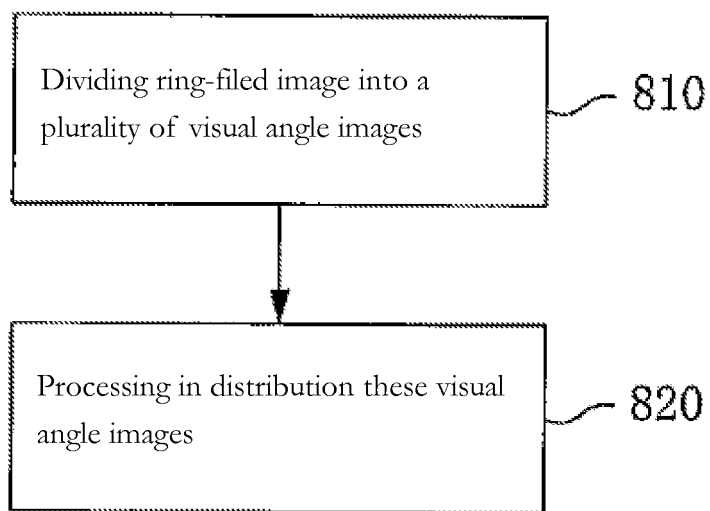 Dividing ring-filed image into a
plurality of visual angle images
810
Processing in distribution these visual
angle images
820